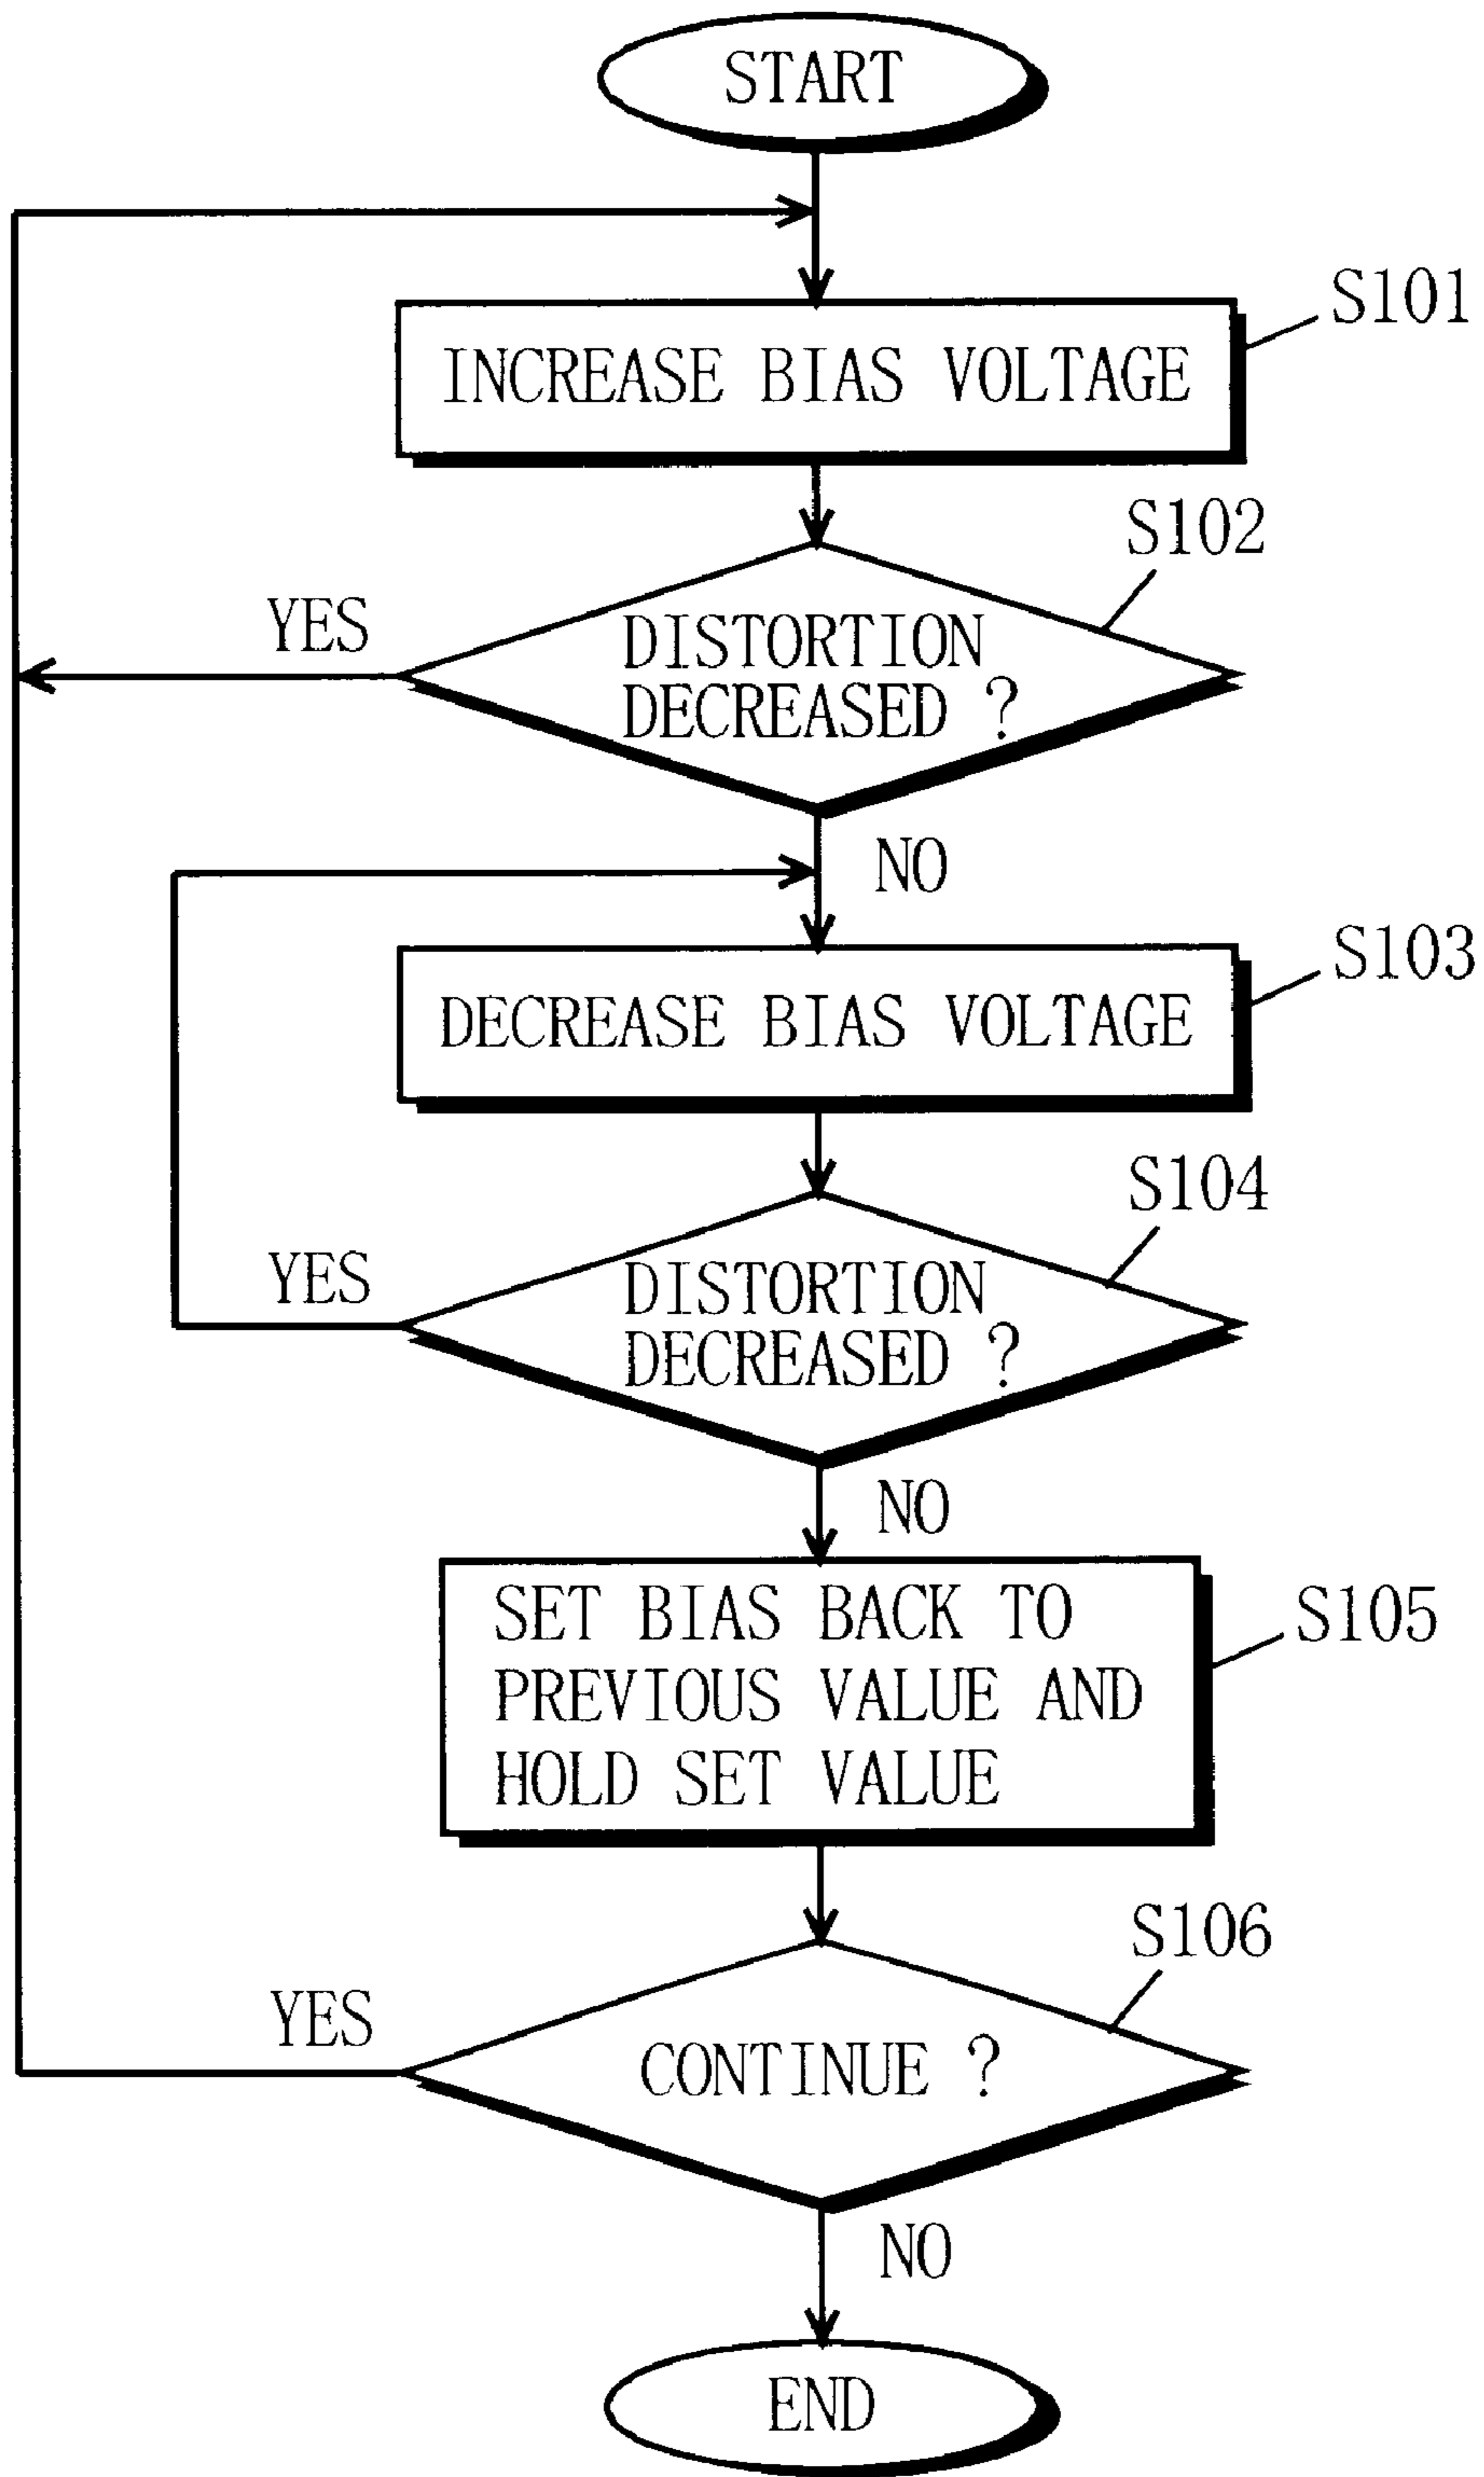 START
S101
INCREASE BIAS VOLTAGE
S102
YES
DISTORTION
DECREASED ?
NO
S103
DECREASE BIAS VOLTAGE
S104
YES
DISTORTION
DECREASED ?
NO
SET BIAS BACK TO
PREVIOUS VALUE AND
HOLD SET VALUE
S105
S106
YES
CONTINUE ?
NO
END